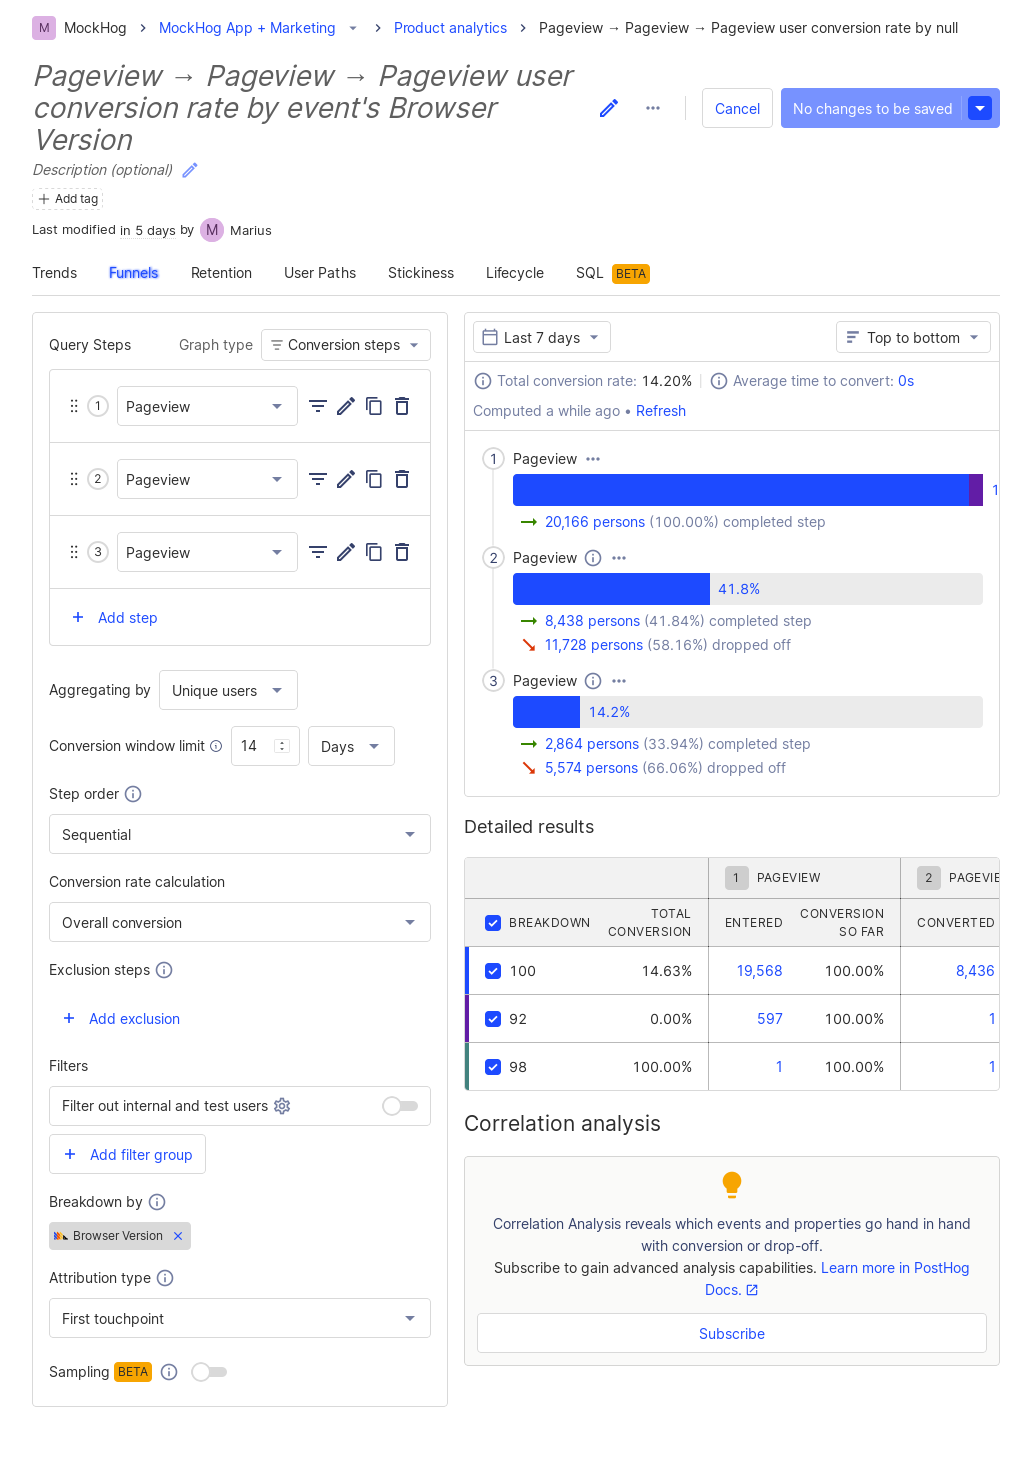 M MockHog MockHog App + Marketing Product analytics Pageview → Pageview → Pageview user conversion rate by null
Pageview → Pageview → Pageview user
conversion rate by event's Browser
Version
Cancel No changes to be saved
Description (optional)
Add tag
Last modified in 5 days by M Marius
Trends Funnels Retention User Paths Stickiness Lifecycle SQL BETA
Query Steps Graph type Conversion steps
1 Pageview
2 Pageview
3 Pageview
Add step
Aggregating by Unique users
Conversion window limit 14 Days
Step order
Sequential
Conversion rate calculation
Overall conversion
Exclusion steps
Add exclusion
Filters
Filter out internal and test users
Add filter group
Breakdown by
Browser Version
Attribution type
First touchpoint
Sampling BETA
Last 7 days Top to bottom
Total conversion rate: 14.20% Average time to convert: 0s
Computed a while ago • Refresh
1 Pageview
1
20,166 persons (100.00%) completed step
2 Pageview
41.8%
8,438 persons (41.84%) completed step
11,728 persons (58.16%) dropped off
3 Pageview
14.2%
2,864 persons (33.94%) completed step
5,574 persons (66.06%) dropped off
Detailed results
1 PAGEVIEW 2 PAGEVIE
BREAKDOWN TOTAL CONVERSION ENTERED CONVERSION SO FAR CONVERTED
100 14.63% 19,568 100.00% 8,436
92 0.00% 597 100.00% 1
98 100.00% 1 100.00% 1
Correlation analysis
Correlation Analysis reveals which events and properties go hand in hand
with conversion or drop-off.
Subscribe to gain advanced analysis capabilities. Learn more in PostHog
Docs.
Subscribe